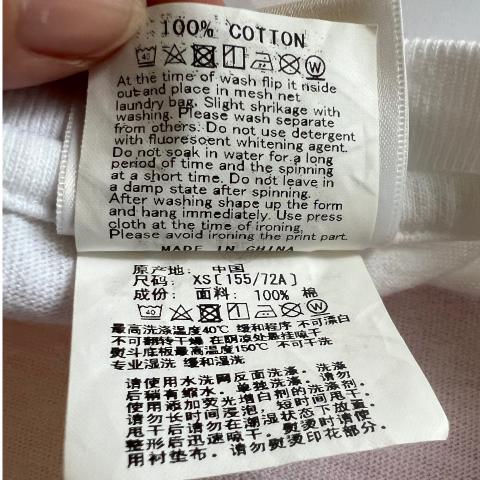 100% COTTON
40
At the time of wash flip it nside
out and place in mesh net
laundry bag. Slight shrikage with
washing. Please wash separate
from others. Do not use detergent
with fluorescent whitening agent.
Do not soak in water for a long
period of time and the spinning
at a short time. Do not leave in
a damp state after spinning.
After washing shape up the form
and hang immediately. Use press
cloth at the time of ironing,
Please avoid ironing the print part.
MADE IN CHINA
原产地: 中国
尺码: XS[155/72A]
成份: 面料: 100% 棉
40
最高洗涤温度40℃ 缓和程序 不可漂白
不可翻转干燥 在阴凉处悬挂晾干
熨斗底板最高温度150℃ 不可干洗
专业湿洗 缓和湿洗
请使用水洗网反面洗涤。洗涤
后稍有缩水。单独洗涤。请勿
使用添加荧光增白剂的洗涤剂。
请勿长时间浸泡,短时间甩干。
甩干后请勿在潮湿状态下放置。
整形后迅速晾干。熨烫时请使
用衬垫布。请勿熨烫印花部分。